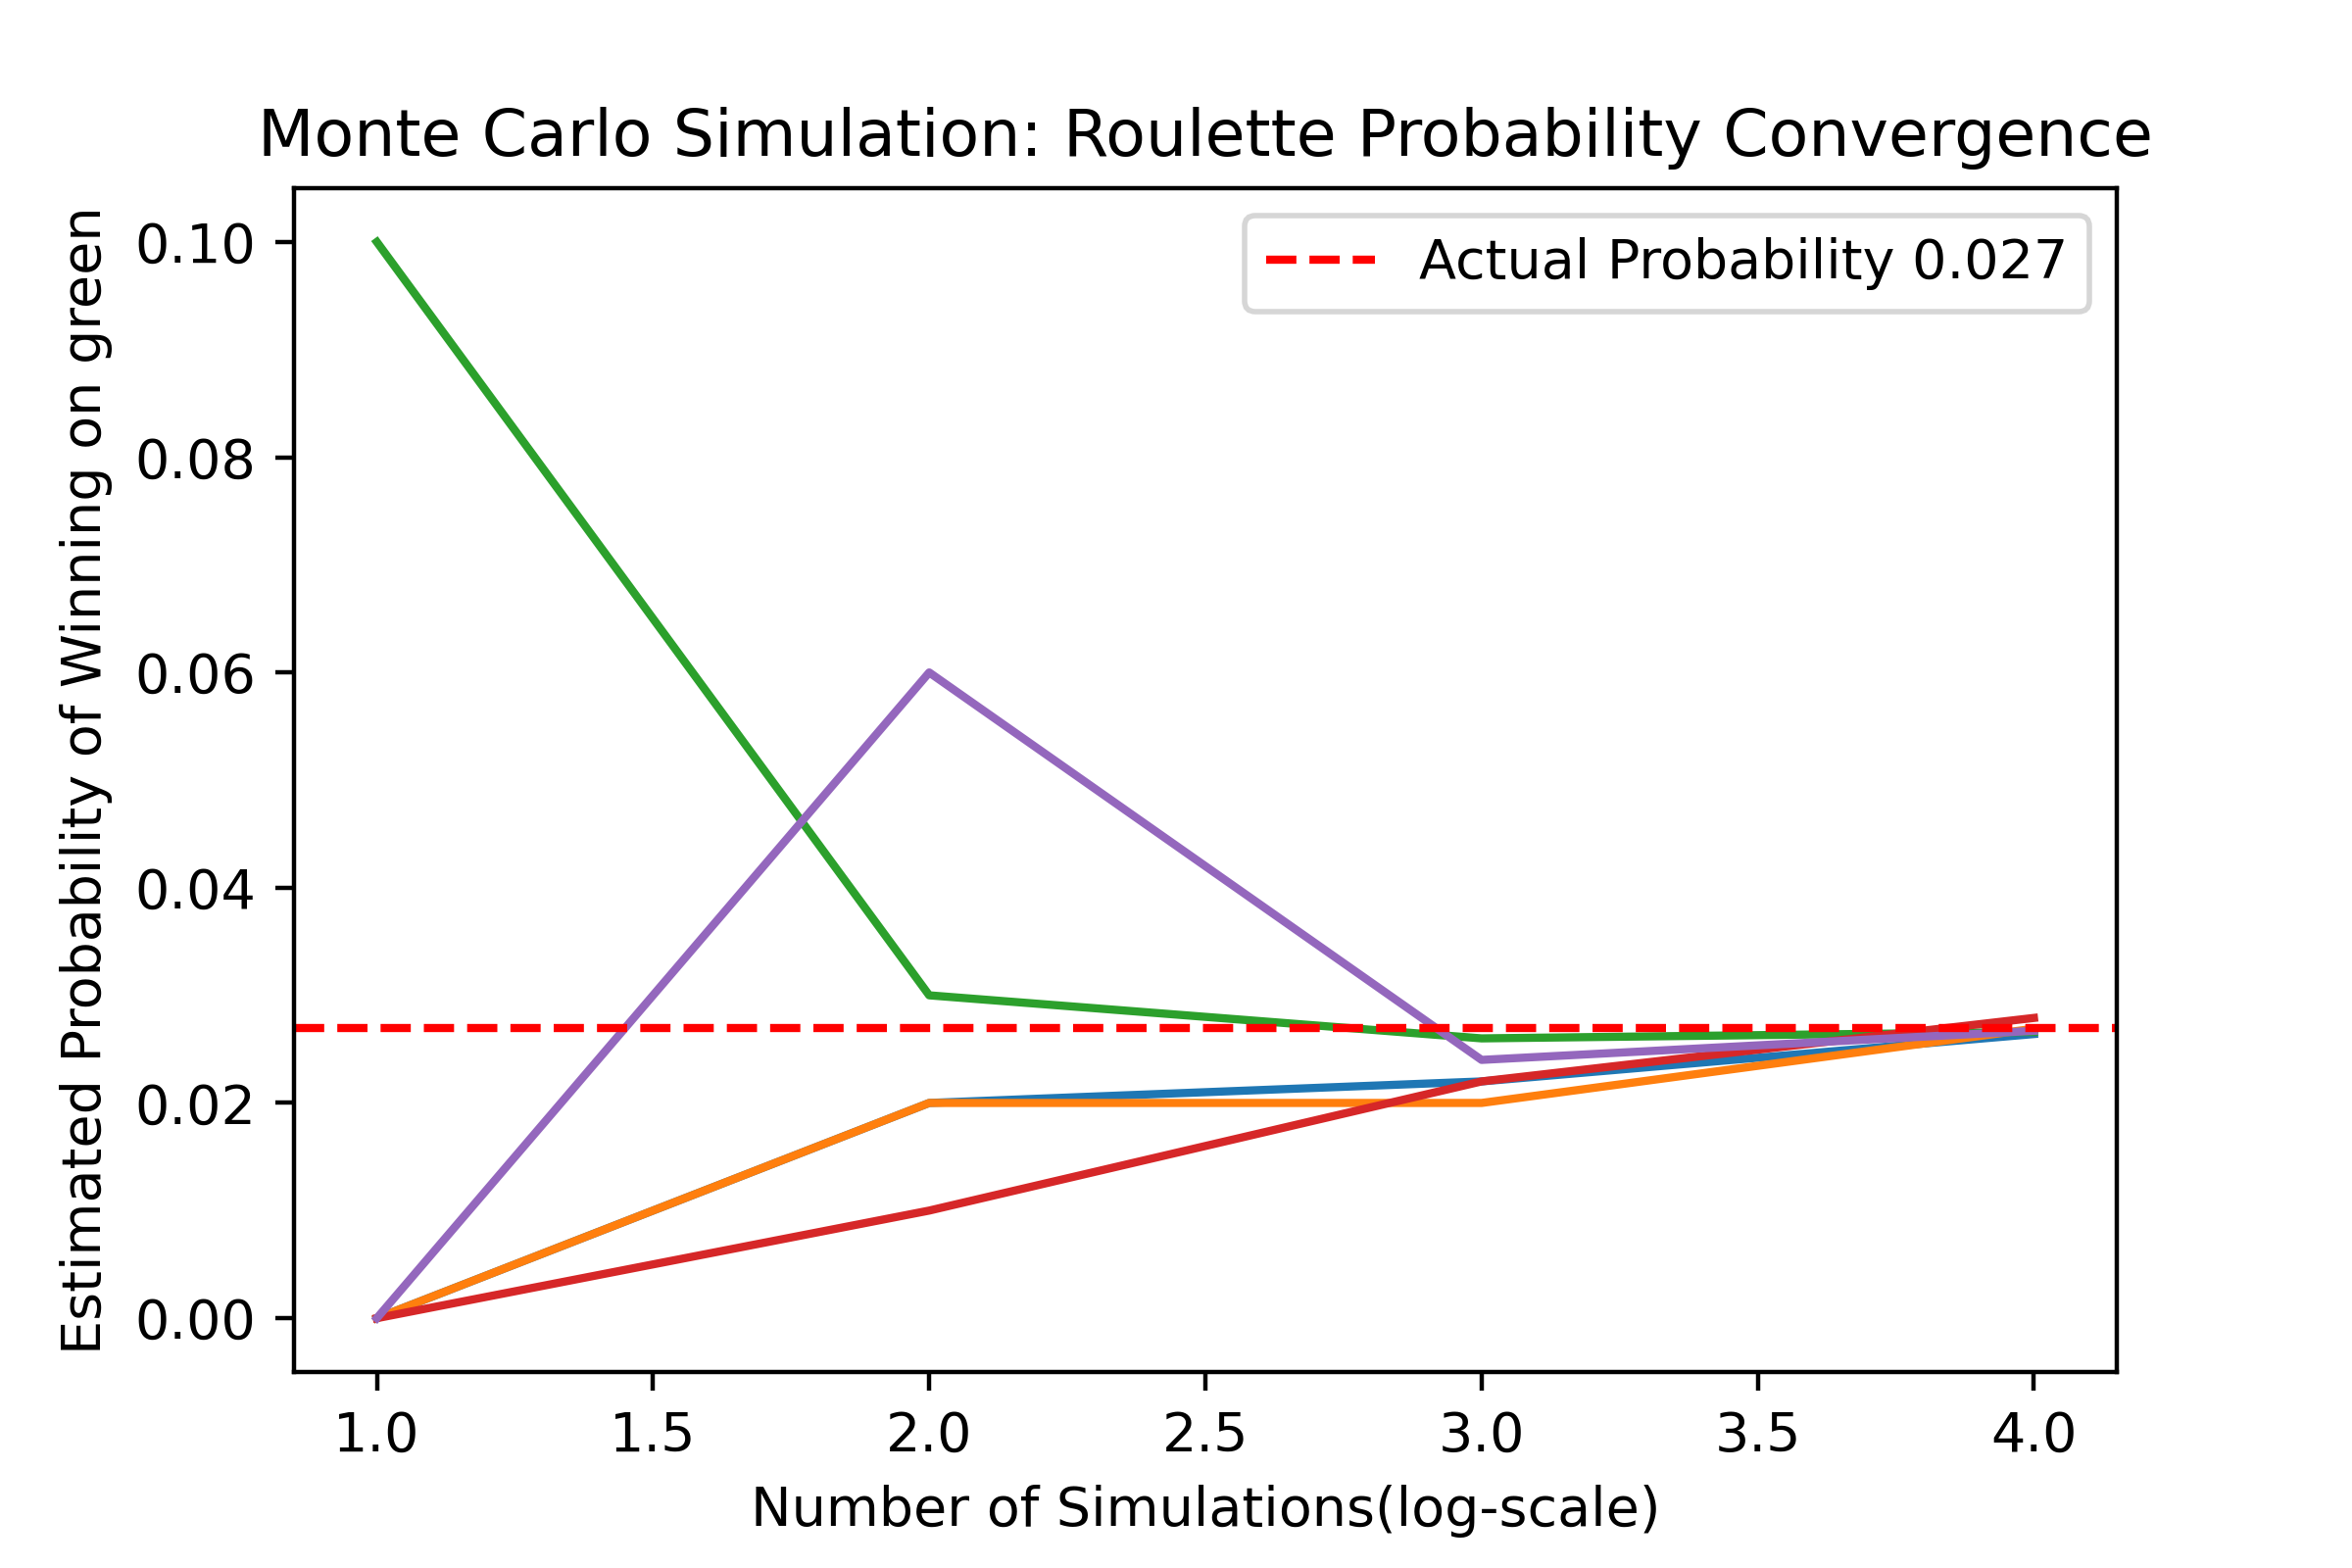 Monte Carlo Simulation: Roulette Probability Convergence
Actual Probability 0.027
Estimated Probability of Winning on green
0.10
0.08
0.06
0.04
0.02
0.00
1.0 1.5 2.0 2.5 3.0 3.5 4.0
Number of Simulations(log-scale)